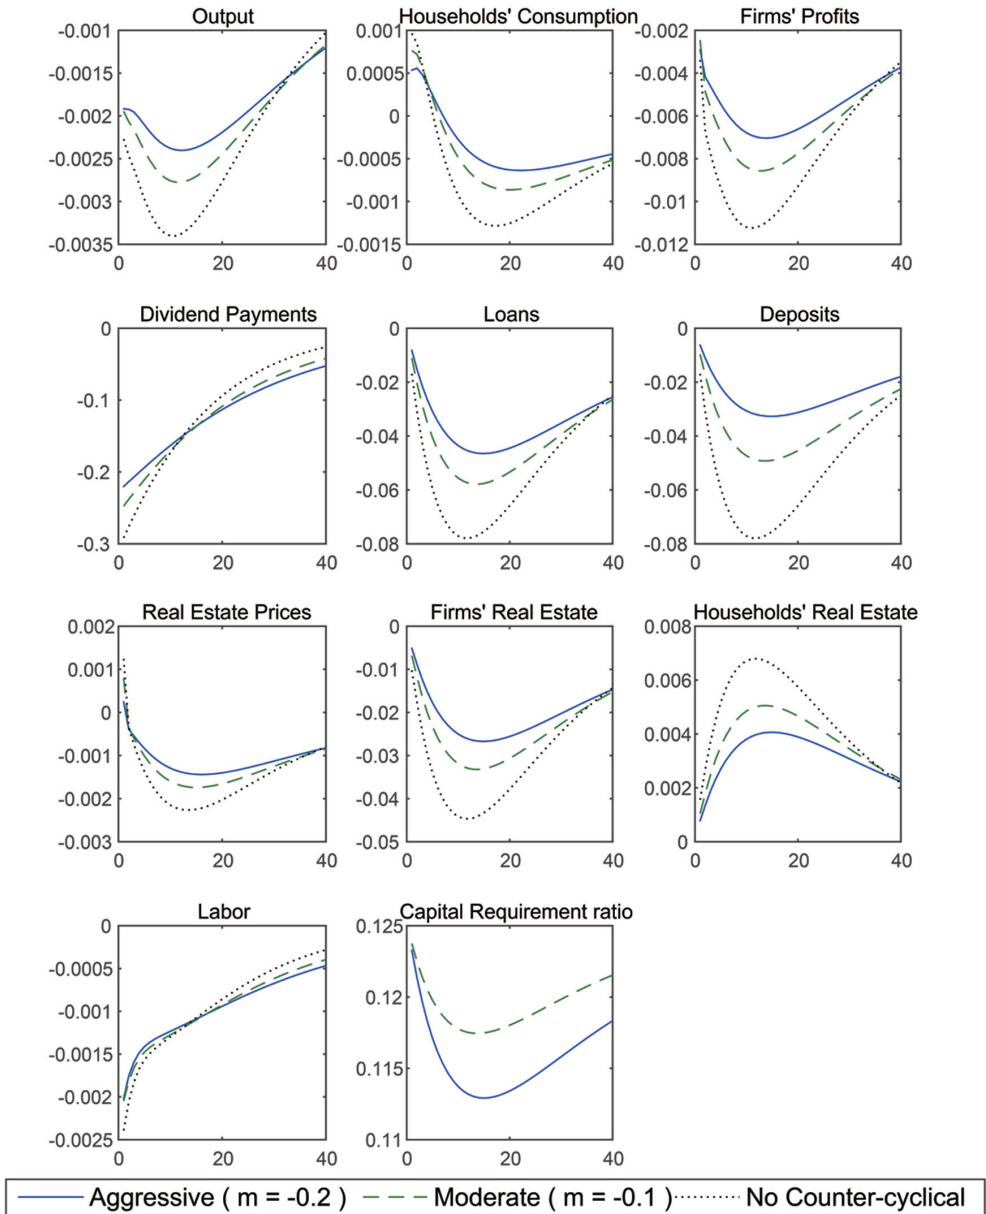 Output Households' Consumption Firms' Profits
-0.001 0.001 -0.002
-0.0015 0.0005 -0.004
-0.002 0 -0.006
-0.0025 -0.0005 -0.008
-0.003 -0.001 -0.01
-0.0035 -0.0015 -0.012
0 20 40 0 20 40 0 20 40
Dividend Payments Loans Deposits
0 0 0
-0.1 -0.02 -0.02
-0.2 -0.04 -0.04
-0.3 -0.06 -0.06
-0.08 -0.08
0 20 40 0 20 40 0 20 40
Real Estate Prices Firms' Real Estate Households' Real Estate
0.002 0 0.008
0.001 -0.01 0.006
0 -0.02 0.004
-0.001 -0.03 0.002
-0.002 -0.04 0
-0.003 -0.05
0 20 40 0 20 40 0 20 40
Labor Capital Requirement ratio
0 0.125
-0.0005 0.12
-0.001 0.115
-0.0015 0.11
-0.002
-0.0025
0 20 40 0 20 40
Aggressive ( m = -0.2 ) Moderate ( m = -0.1 ) No Counter-cyclical